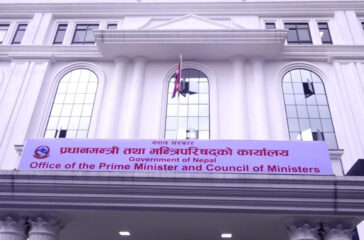 नेपाल सरकार
प्रधानमन्त्री तथा मन्त्रिपरिषद्को कार्यालय
Government of Nepal
Office of the Prime Minister and Council of Ministers